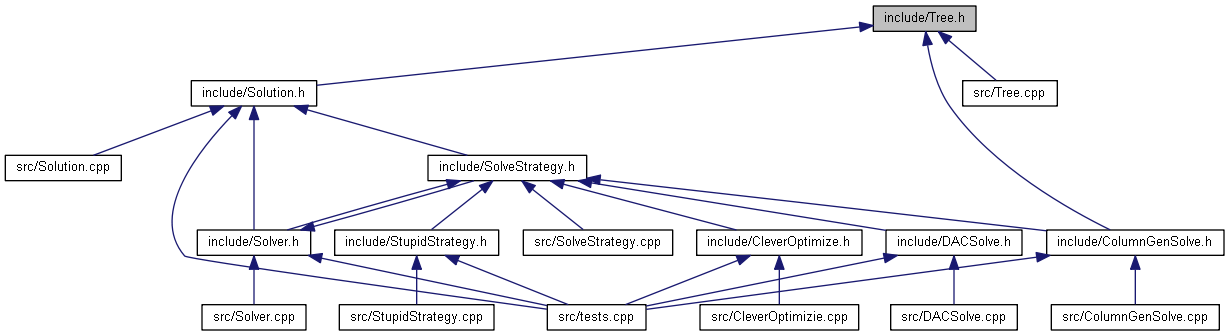 include/Tree.h
include/Solution.h
src/Tree.cpp
src/Solution.cpp
include/SolveStrategy.h
include/Solver.h
include/StupidStrategy.h
src/SolveStrategy.cpp
include/CleverOptimize.h
include/DACSolve.h
include/ColumnGenSolve.h
src/Solver.cpp
src/StupidStrategy.cpp
src/tests.cpp
src/CleverOptimizie.cpp
src/DACSolve.cpp
src/ColumnGenSolve.cpp